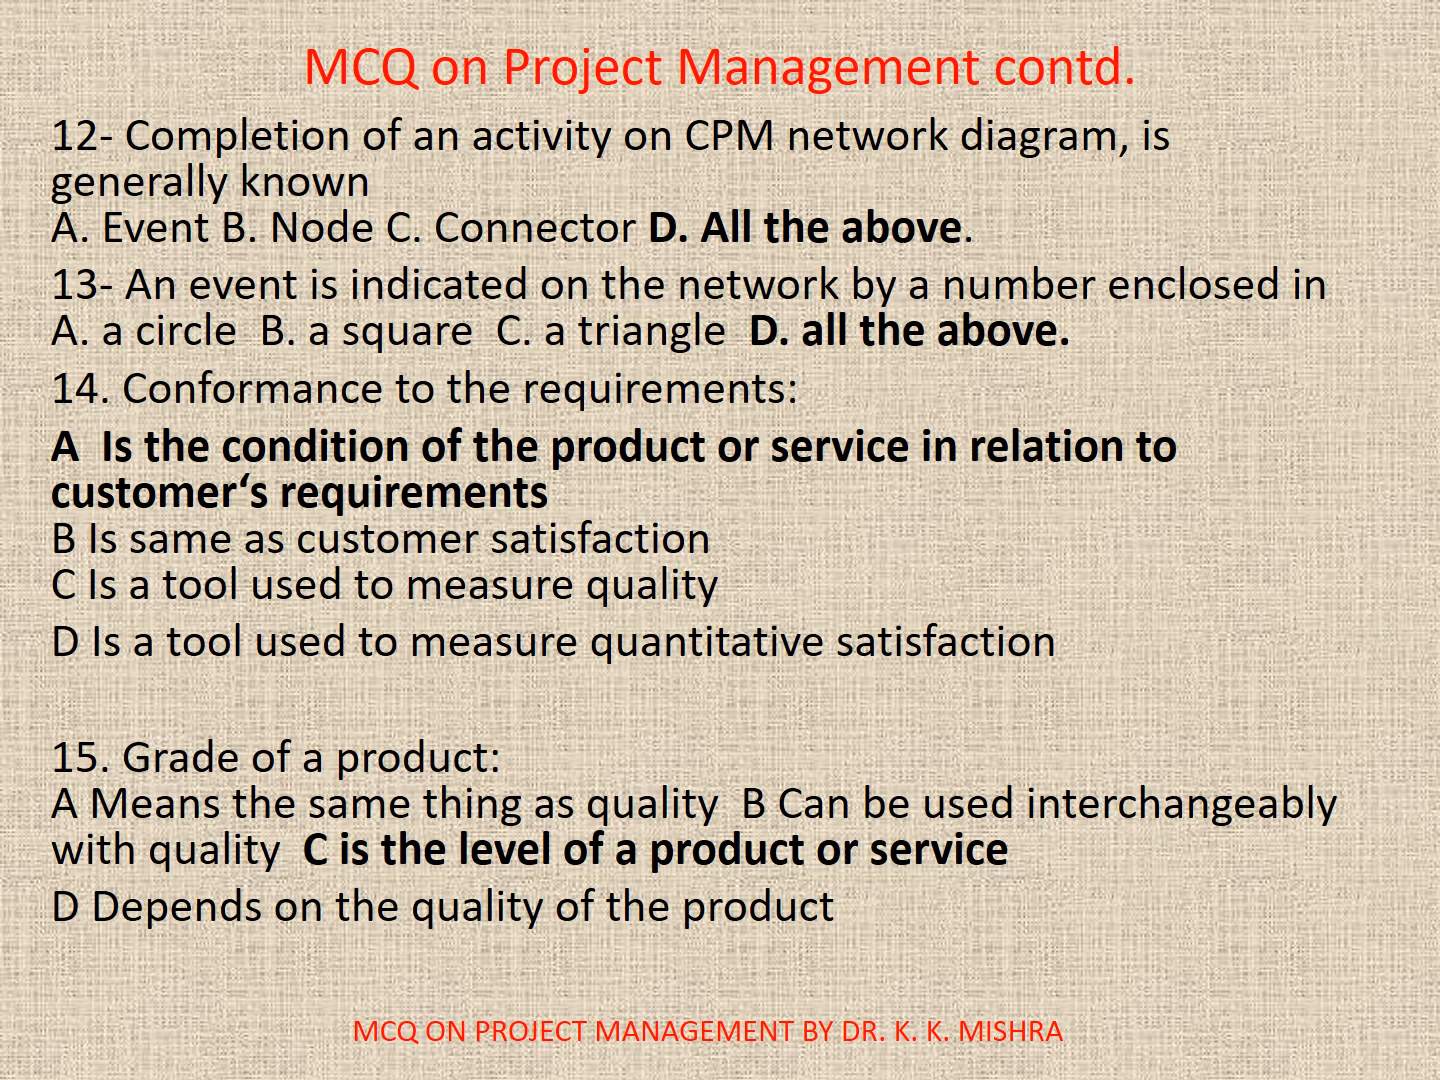 MCQ on Project Management contd.
12- Completion of an activity on CPM network diagram, is
generally known
A. Event B. Node C. Connector D. All the above.
13- An event is indicated on the network by a number enclosed in
A. a circle  B. a square  C. a triangle  D. all the above.
14. Conformance to the requirements:
A  Is the condition of the product or service in relation to
customer‘s requirements
B Is same as customer satisfaction
C Is a tool used to measure quality
D Is a tool used to measure quantitative satisfaction
15. Grade of a product:
A Means the same thing as quality  B Can be used interchangeably
with quality  C is the level of a product or service
D Depends on the quality of the product
MCQ ON PROJECT MANAGEMENT BY DR. K. K. MISHRA